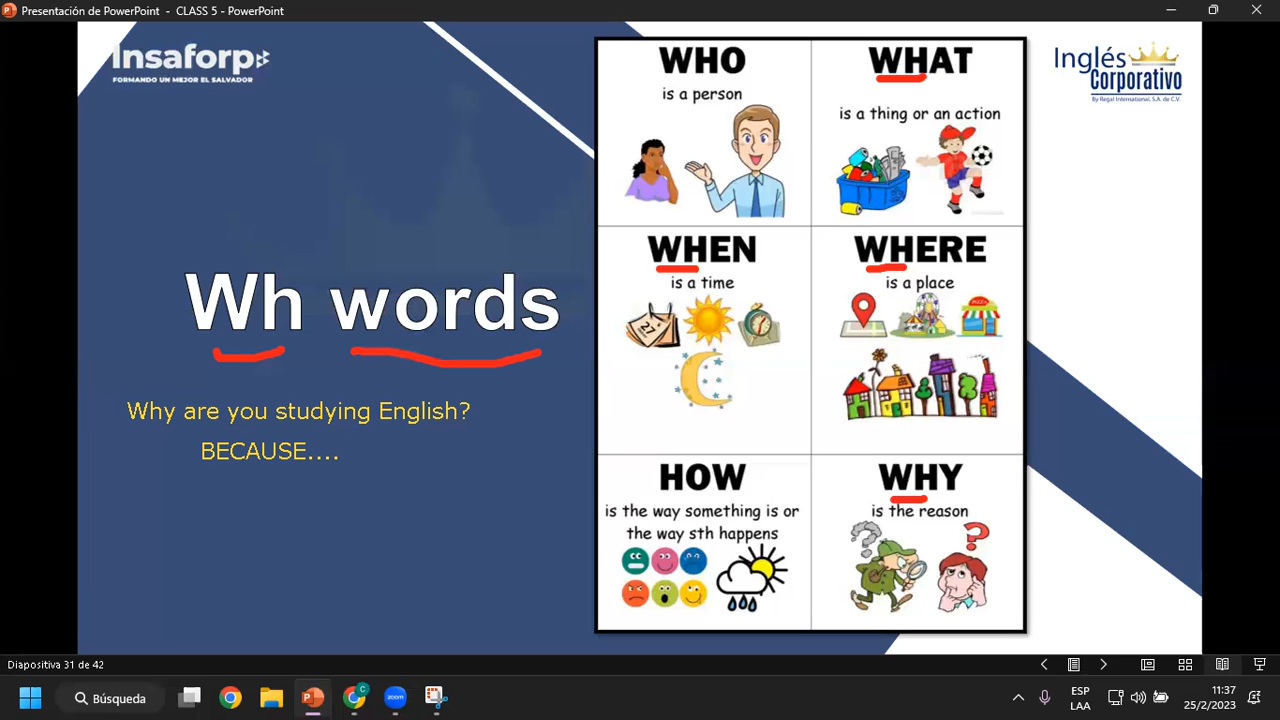 Presentación de PowerPoint - CLASS 5 - PowerPoint
Insaforp
FORMANDO UN MEJOR EL SALVADOR
Inglés
Corporativo
By Regal International, S.A. de C.V.
Wh words
Why are you studying English?
BECAUSE....
WHO
is a person
WHAT
is a thing or an action
WHEN
is a time
27
WHERE
is a place
PIZZA
HOW
is the way something is or
the way sth happens
WHY
is the reason
Diapositiva 31 de 42
Búsqueda
zoom
ESP
LAA
11:37
25/2/2023